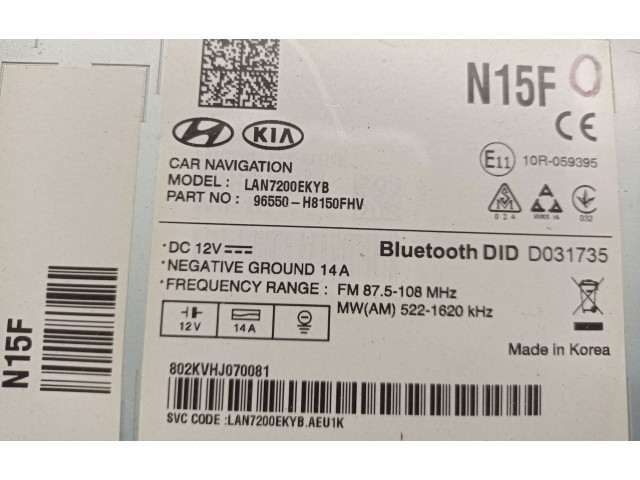 N15F
O
KIA
CE
E11 10R-059395
CAR NAVIGATION
MODEL : LAN7200EKYB
PART NO : 96550-H8150FHV
024
032
·DC 12V
Bluetooth DID D031735
·NEGATIVE GROUND 14A
·FREQUENCY RANGE : FM 87.5-108 MHz
MW(AM) 522-1620 kHz
12V 14A
Made in Korea
802KVHJ070081
SVC CODE :LAN7200EKYB.AEU1K
N15F